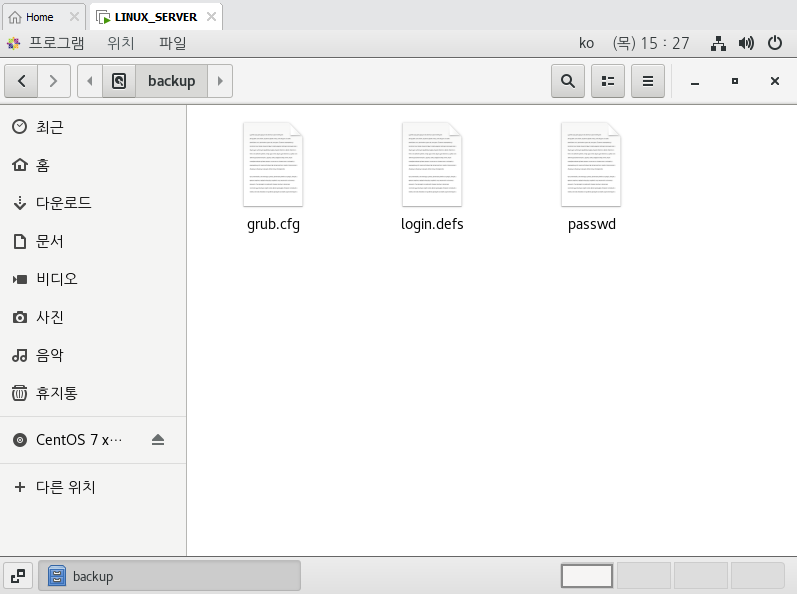 Home
LINUX_SERVER
프로그램 위치 파일 ko (목) 15 : 27
backup
최근
홈
다운로드
문서
비디오
사진
음악
휴지통
CentOS 7 x⋯
다른 위치
grub.cfg login.defs passwd
backup